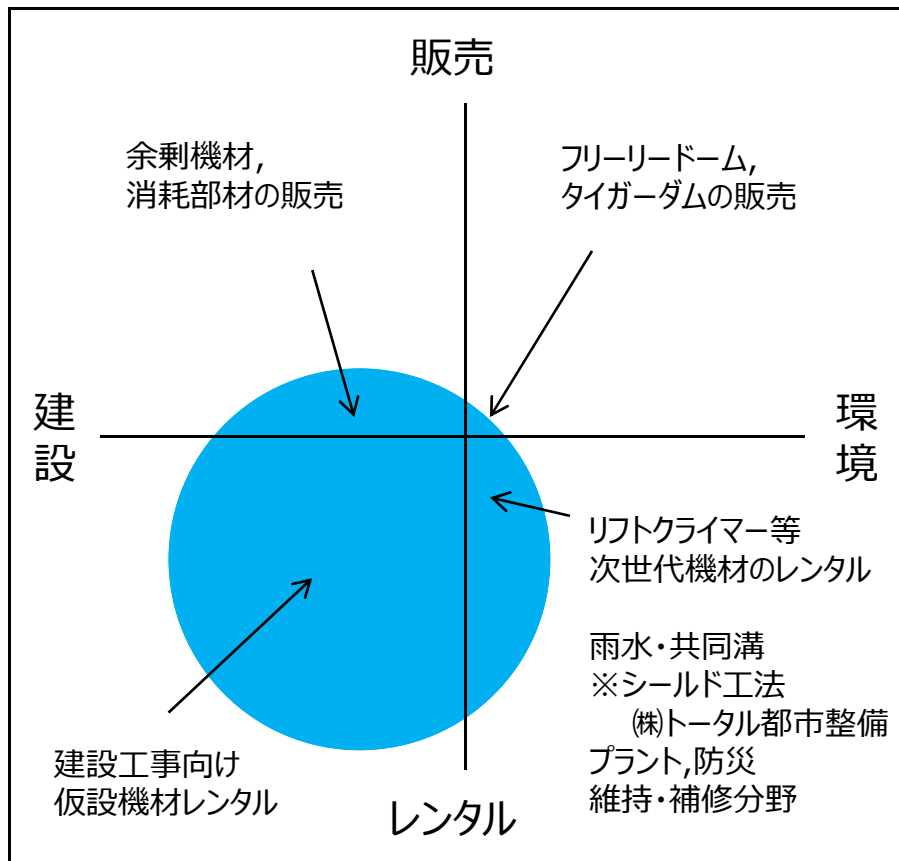 販売
余剰機材,
消耗部材の販売
フリーリードーム,
タイガーダムの販売
建設
環境
リフトクライマー等
次世代機材のレンタル
雨水・共同溝
※シールド工法
㈱トータル都市整備
プラント,防災
維持・補修分野
建設工事向け
仮設機材レンタル
レンタル